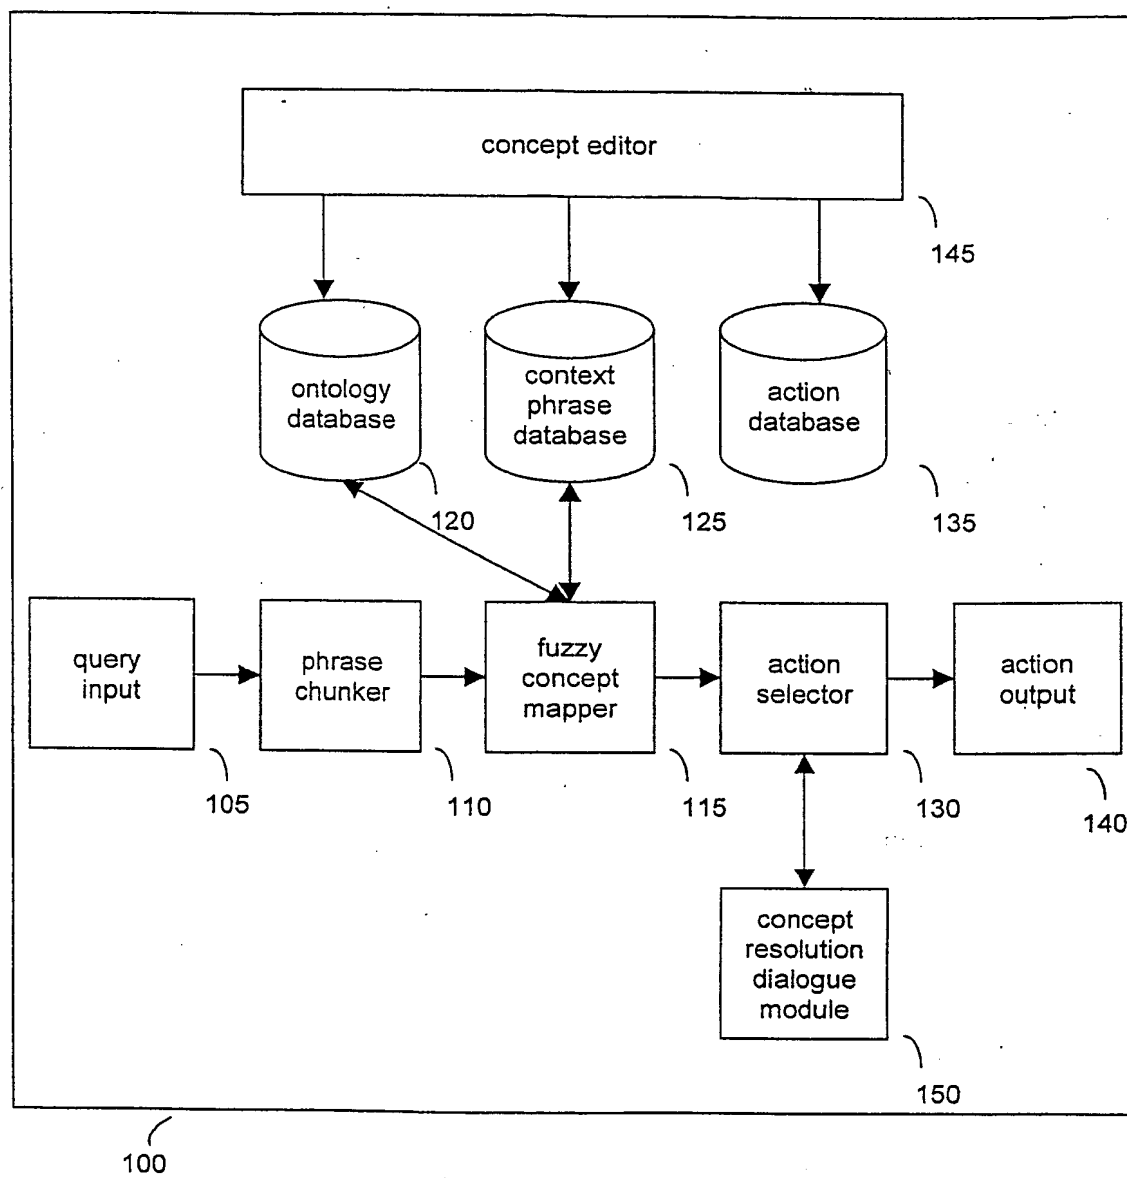 concept editor
145
ontology
database
context
phrase
database
action
database
120
125
135
query
input
phrase
chunker
fuzzy
concept
mapper
action
selector
action
output
105
110
115
130
140
concept
resolution
dialogue
module
150
100